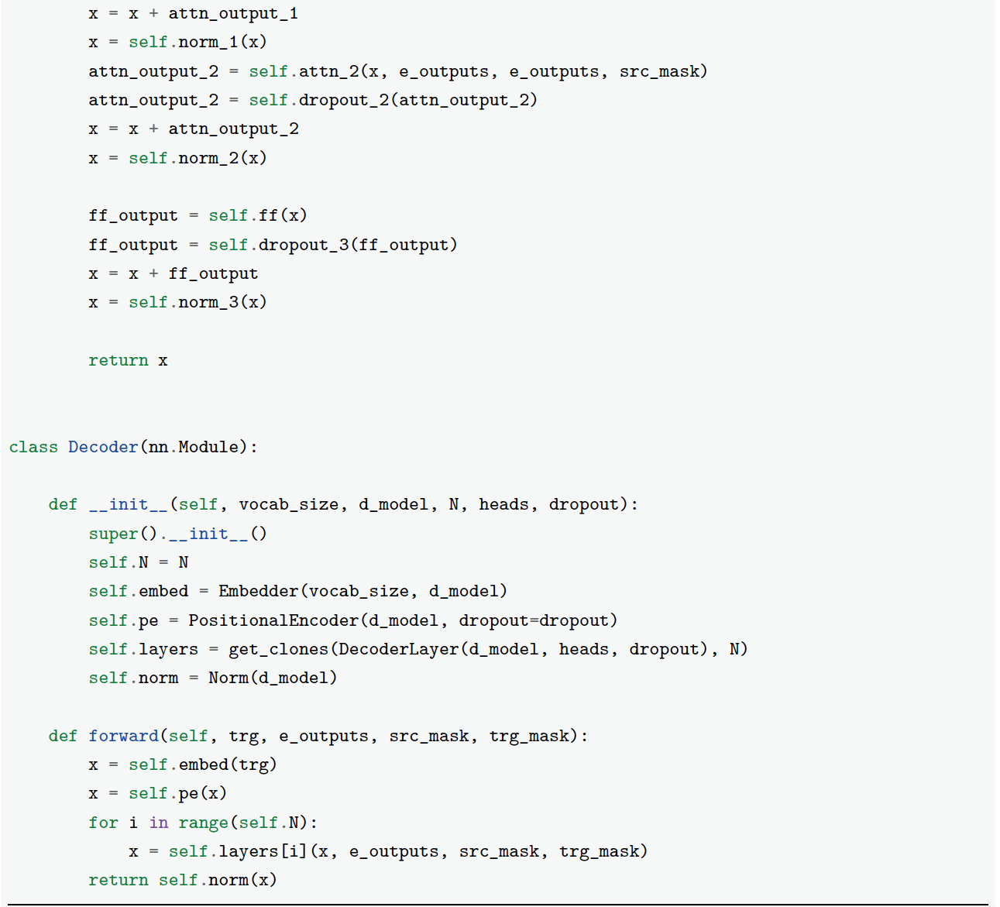 x = x + attn_output_1
        x = self.norm_1(x)
        attn_output_2 = self.attn_2(x, e_outputs, e_outputs, src_mask)
        attn_output_2 = self.dropout_2(attn_output_2)
        x = x + attn_output_2
        x = self.norm_2(x)

        ff_output = self.ff(x)
        ff_output = self.dropout_3(ff_output)
        x = x + ff_output
        x = self.norm_3(x)

        return x


class Decoder(nn.Module):

    def __init__(self, vocab_size, d_model, N, heads, dropout):
        super().__init__()
        self.N = N
        self.embed = Embedder(vocab_size, d_model)
        self.pe = PositionalEncoder(d_model, dropout=dropout)
        self.layers = get_clones(DecoderLayer(d_model, heads, dropout), N)
        self.norm = Norm(d_model)

    def forward(self, trg, e_outputs, src_mask, trg_mask):
        x = self.embed(trg)
        x = self.pe(x)
        for i in range(self.N):
            x = self.layers[i](x, e_outputs, src_mask, trg_mask)
        return self.norm(x)